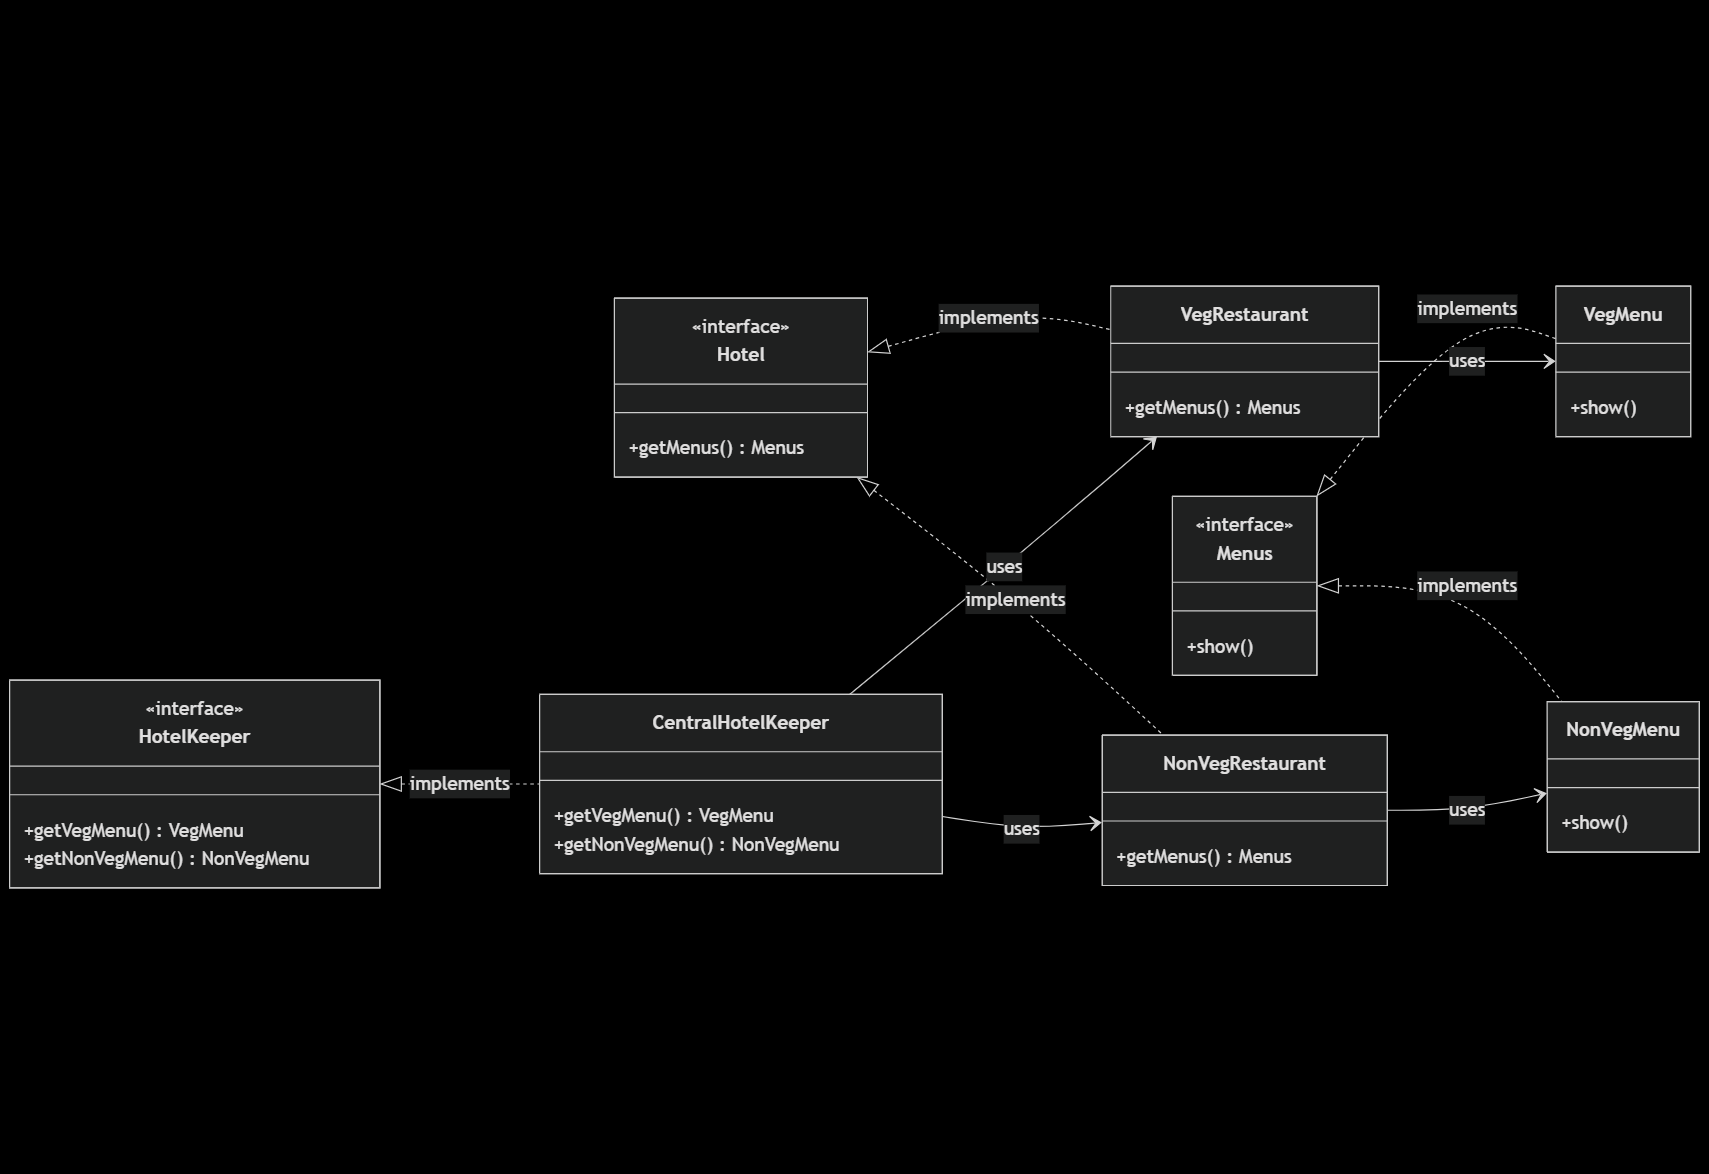 «interface»
Hotel
+getMenus() : Menus
implements
VegRestaurant
+getMenus() : Menus
implements
uses
VegMenu
+show()
uses
implements
«interface»
Menus
+show()
implements
«interface»
HotelKeeper
+getVegMenu() : VegMenu
+getNonVegMenu() : NonVegMenu
implements
CentralHotelKeeper
+getVegMenu() : VegMenu
+getNonVegMenu() : NonVegMenu
uses
NonVegRestaurant
+getMenus() : Menus
uses
NonVegMenu
+show()